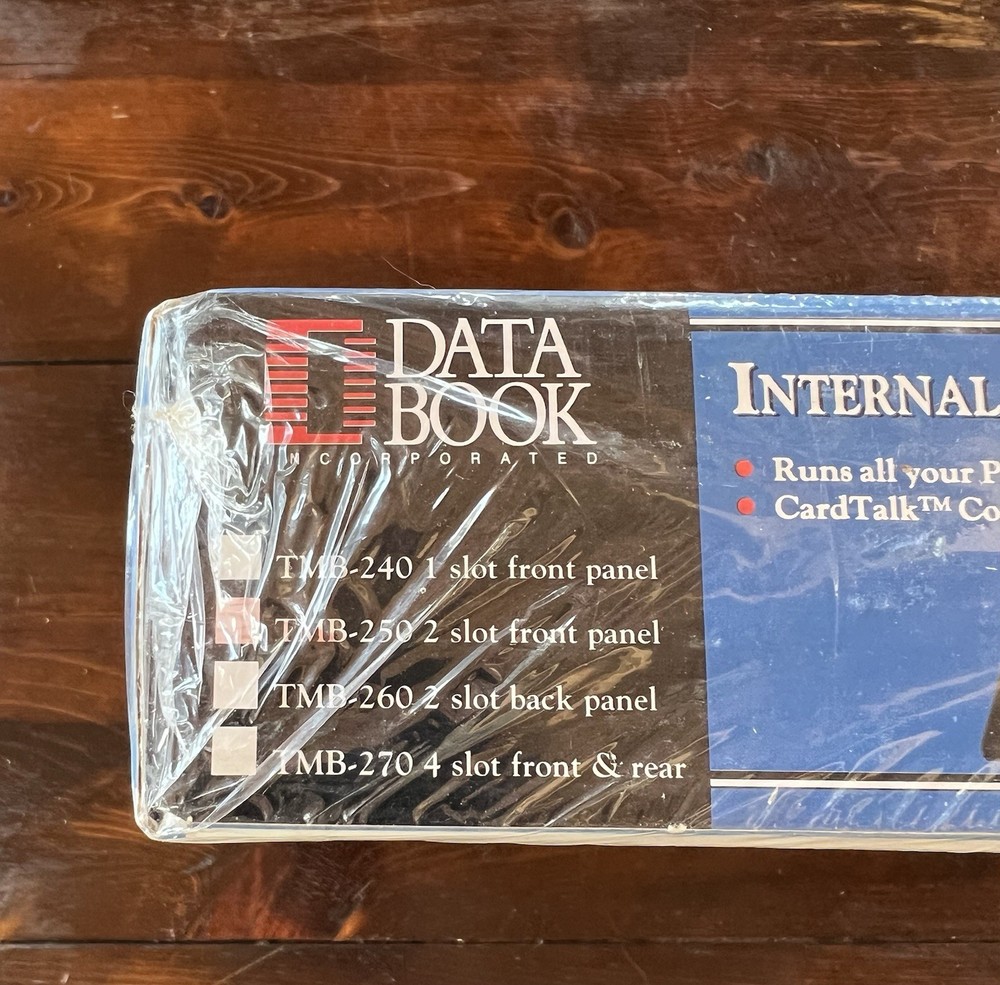 DATA
BOOK
INCORPORATED
TMB-240 1 slot front panel
TMB-250 2 slot front panel
TMB-260 2 slot back panel
TMB-270 4 slot front & rear
INTERNAL
Runs all your P
CardTalk™ Co